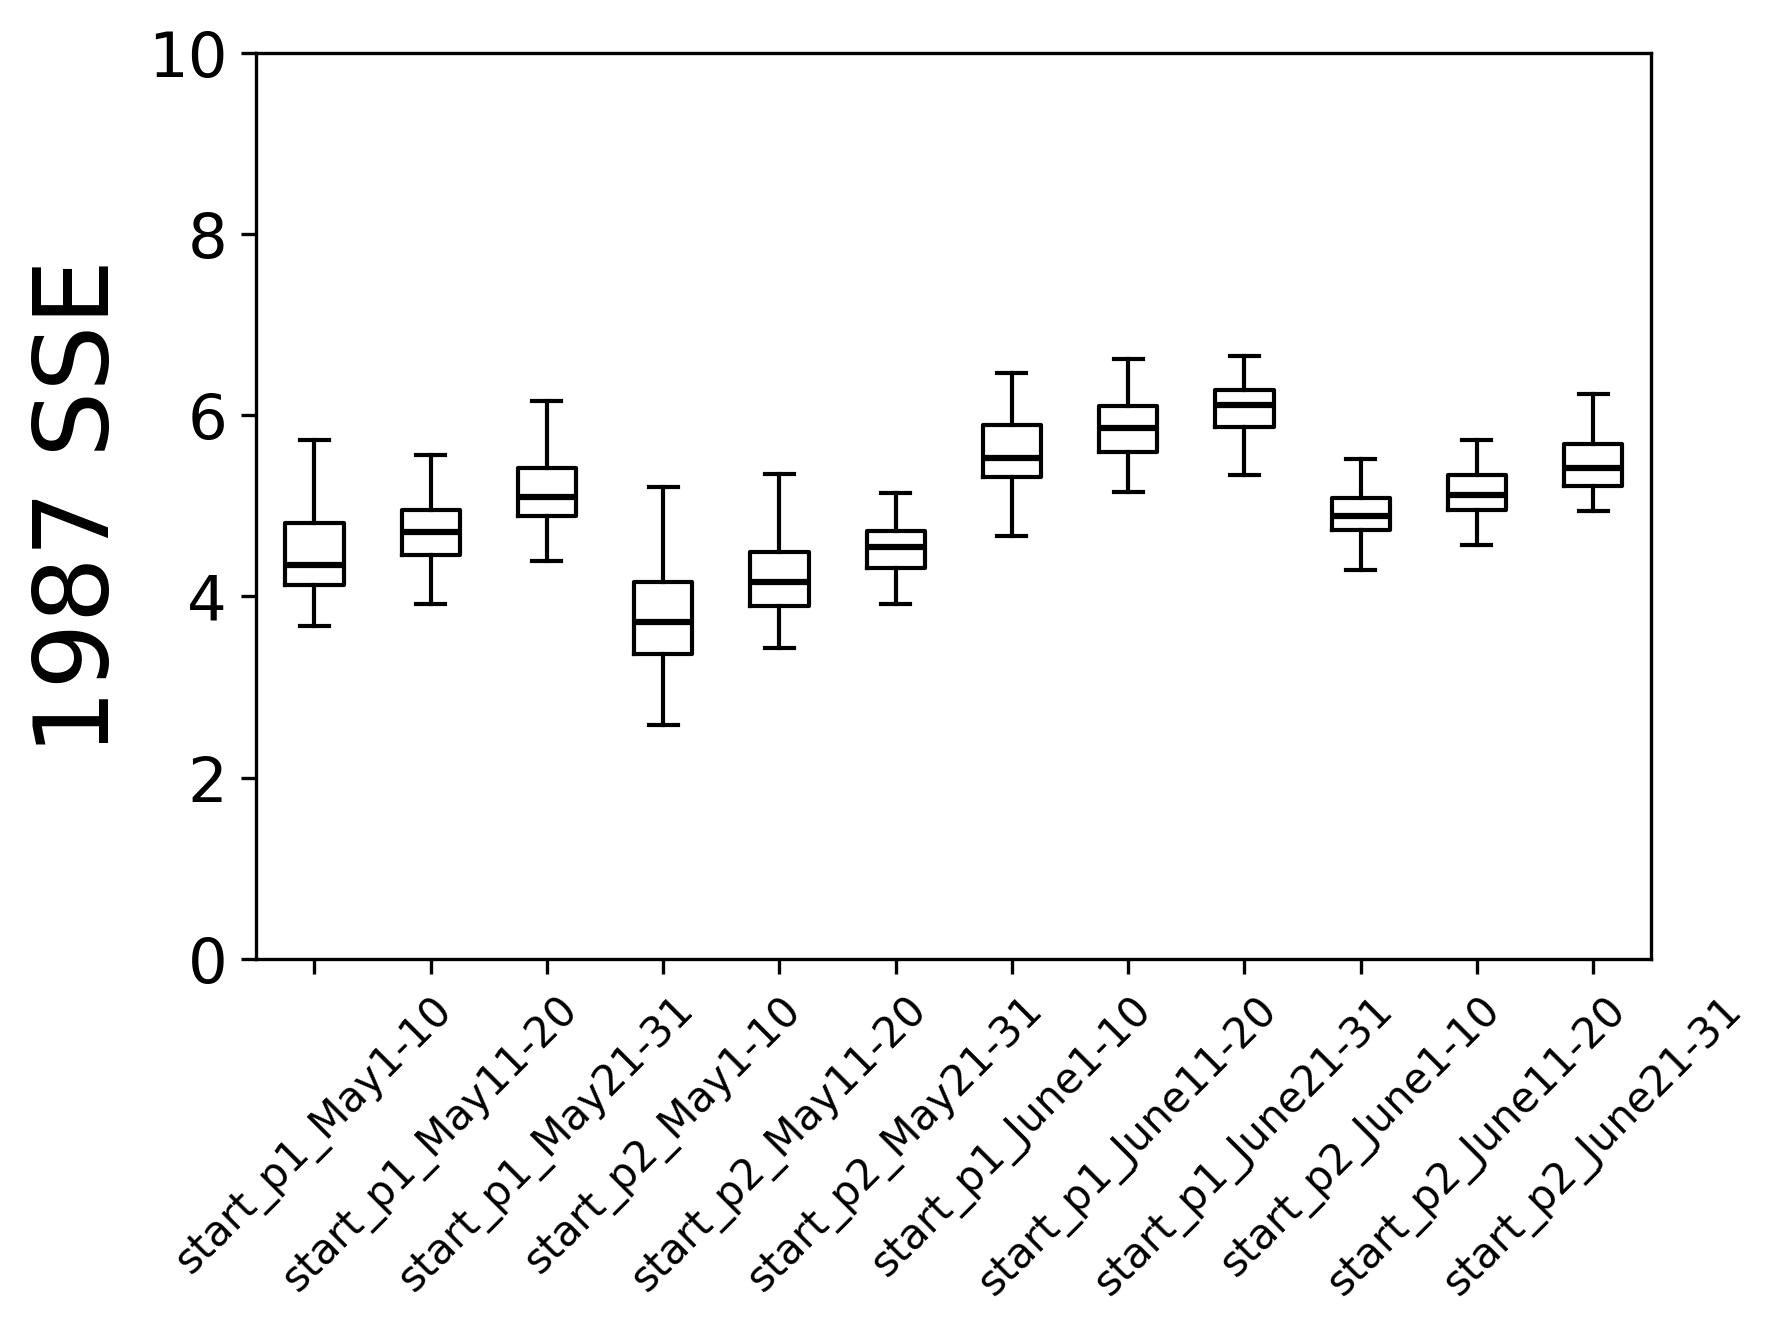 1987 SSE
10
8
6
4
2
0
start_p1_May1-10
start_p1_May11-20
start_p1_May21-31
start_p2_May1-10
start_p2_May11-20
start_p2_May21-31
start_p1_June1-10
start_p1_June11-20
start_p1_June21-31
start_p2_June1-10
start_p2_June11-20
start_p2_June21-31